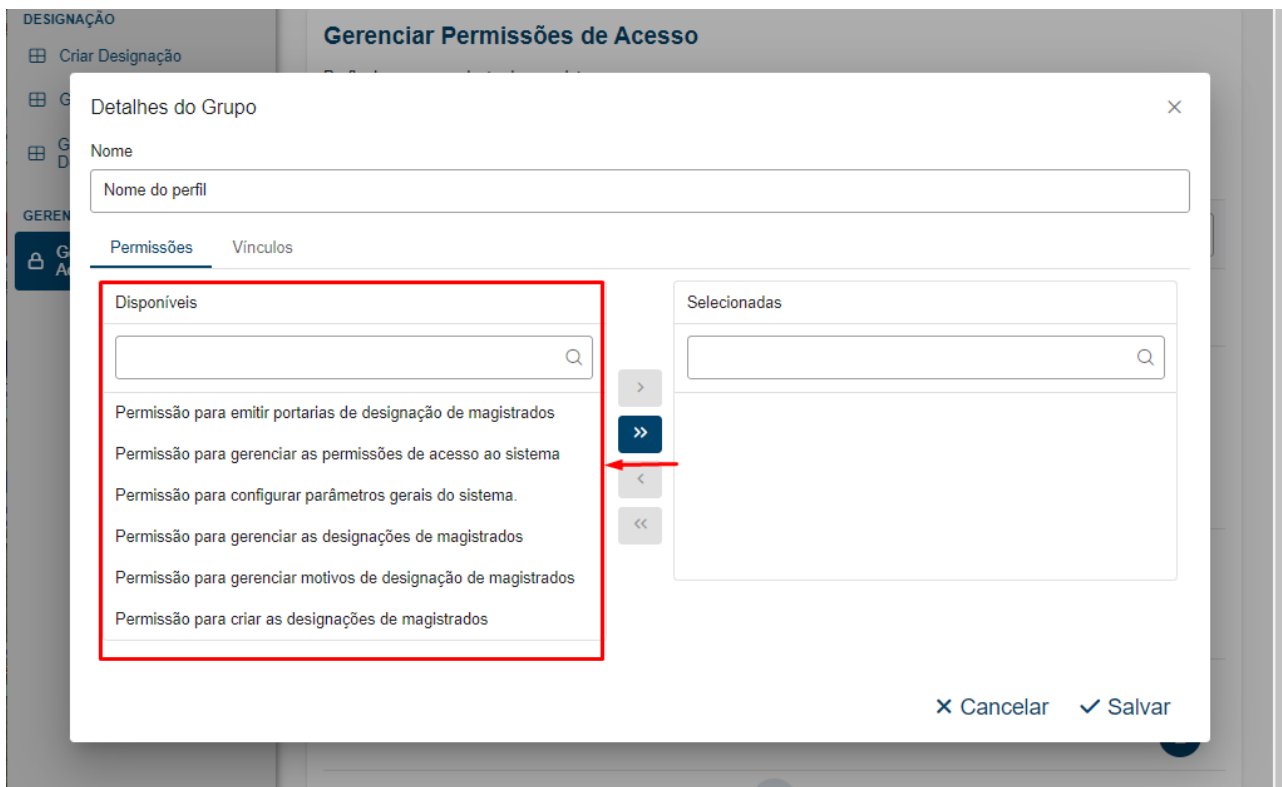 DESIGNAÇÃO
Criar Designação
Gerenciar Permissões de Acesso
Detalhes do Grupo
Nome
Nome do perfil
GEREN
Permissões
Vínculos
Disponíveis
Selecionadas
Permissão para emitir portarias de designação de magistrados
Permissão para gerenciar as permissões de acesso ao sistema
Permissão para configurar parâmetros gerais do sistema.
Permissão para gerenciar as designações de magistrados
Permissão para gerenciar motivos de designação de magistrados
Permissão para criar as designações de magistrados
Cancelar
Salvar